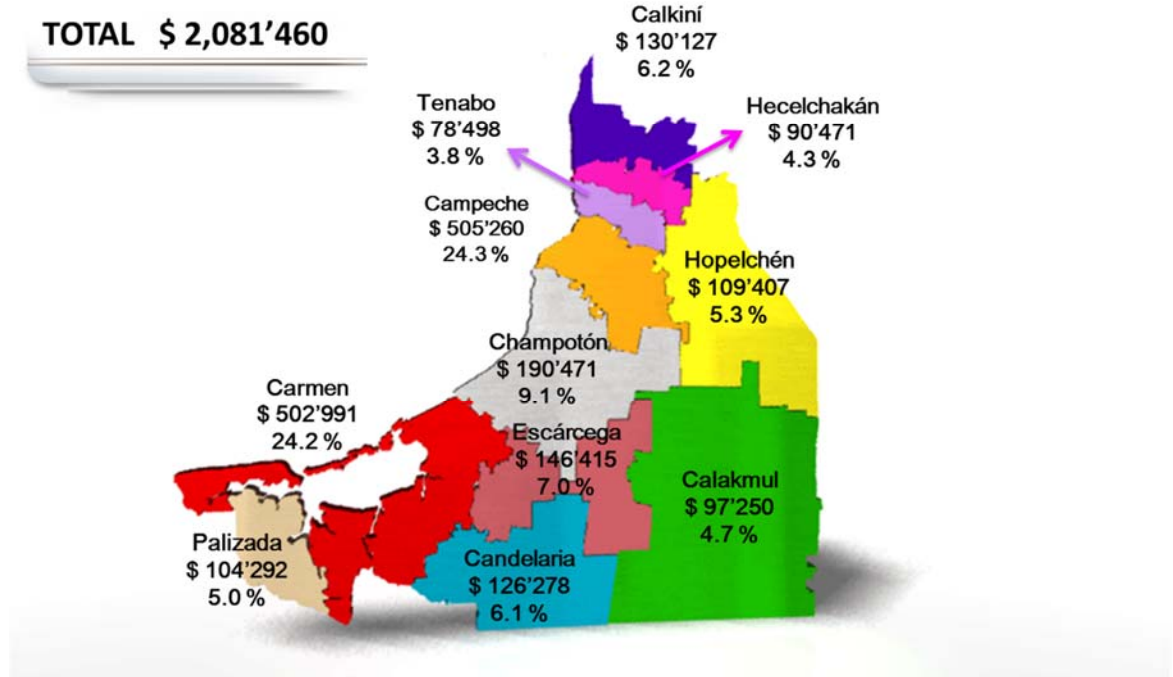 TOTAL $ 2,081’460
Calkiní
$ 130’127
6.2 %
Tenabo
$ 78’498
3.8 %
Hecelchakán
$ 90’471
4.3 %
Campeche
$ 505’260
24.3 %
Hopelchén
$ 109’407
5.3 %
Champotón
$ 190’471
9.1 %
Carmen
$ 502’991
24.2 %
Escárcega
$ 146’415
7.0 %
Calakmul
$ 97’250
4.7 %
Palizada
$ 104’292
5.0 %
Candelaria
$ 126’278
6.1 %